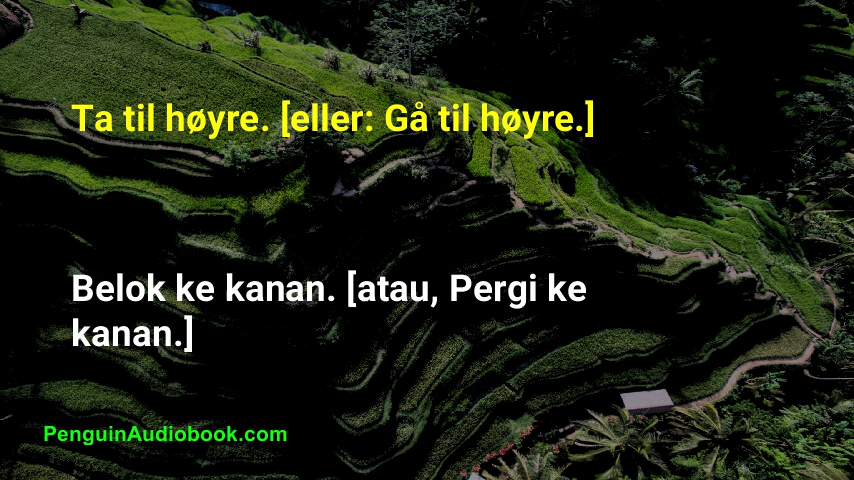 Ta til høyre. [eller: Gå til høyre.]
Belok ke kanan. [atau, Pergi ke
kanan.]
PenguinAudiobook.com